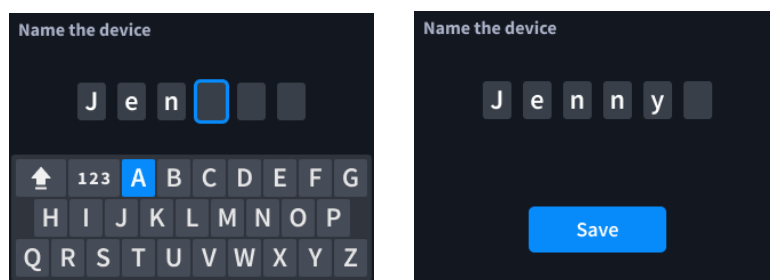 Name the device
J e n
123 A B C D E F G
H I J K L M N O P
Q R S T U V W X Y Z
Name the device
J e n n y
Save